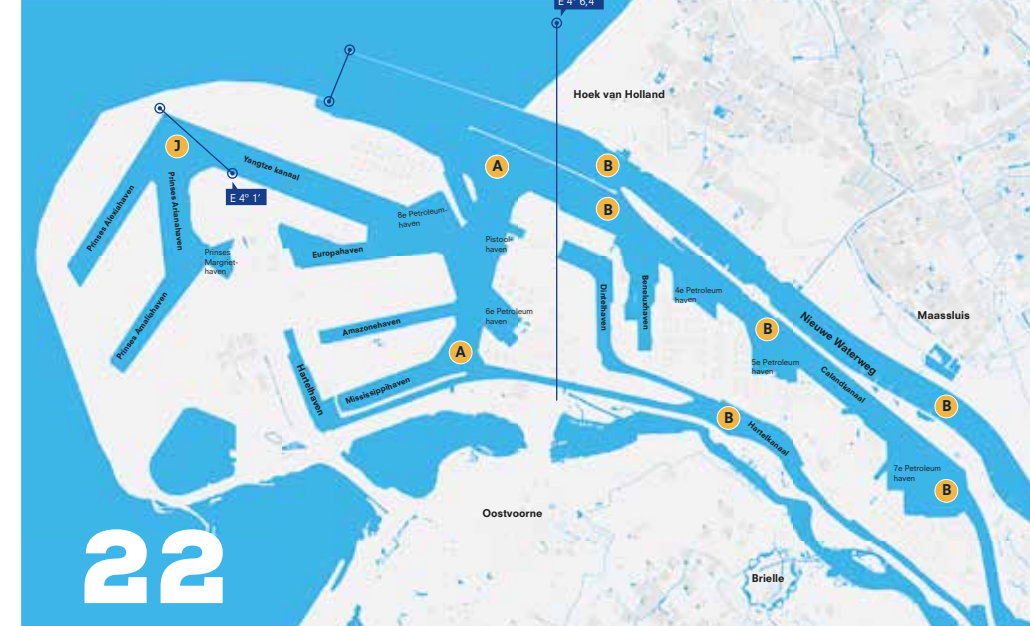 E 4° 6,4'
Hoek van Holland
J
Yangtze kanaal
A
B
E 4° 1'
Prinses Alexiahaven
Prinses Arianahaven
B
8e Petroleum-
haven
Prinses
Margriet-
haven
Europahaven
Pistool-
haven
Dintelhaven
Beneluxhaven
4e Petroleum
haven
Prinses Amaliahaven
Amazonehaven
6e Petroleum
haven
Maassluis
B
Nieuwe Waterweg
A
5e Petroleum
haven
Calandkanaal
Hartelhaven
Mississippihaven
B
B
Hartelkanaal
7e Petroleum
haven
B
Oostvoorne
22
Brielle